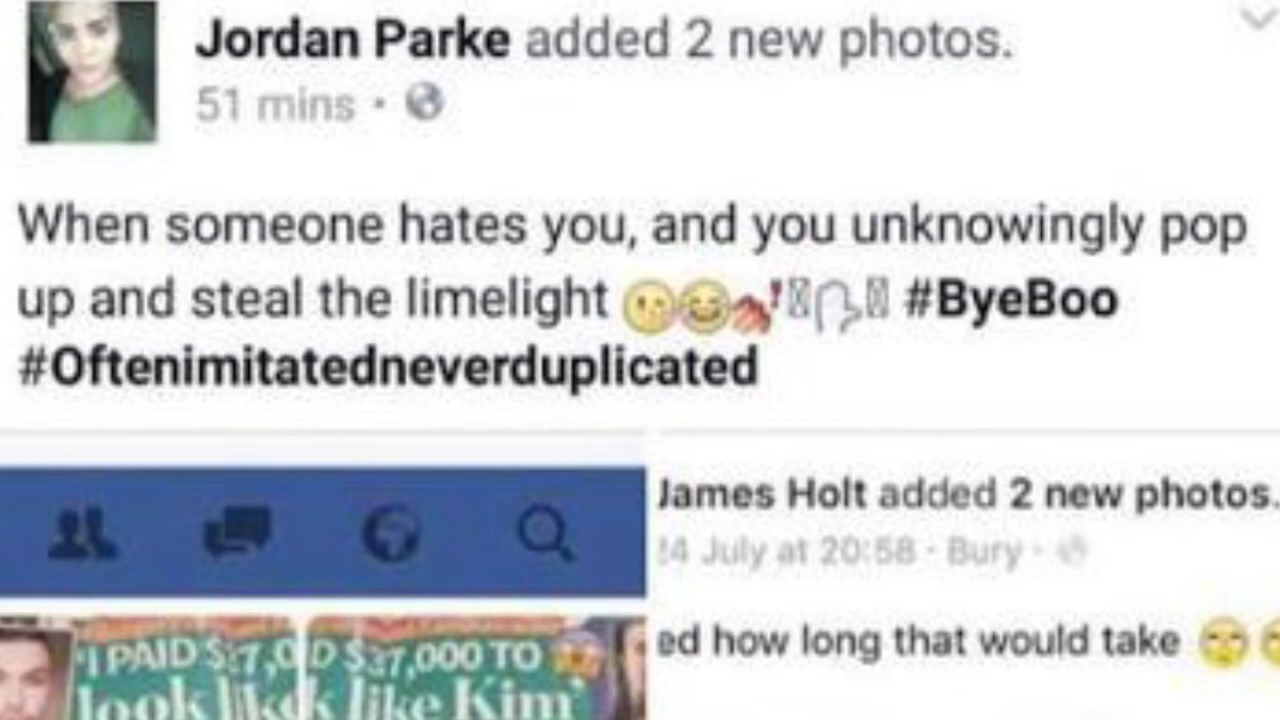 Jordan Parke added 2 new photos.
51 mins ·
When someone hates you, and you unknowingly pop
up and steal the limelight 😘😂💅 #ByeBoo
#Oftenimitatedneverduplicated
James Holt added 2 new photos.
4 July at 20:58 · Bury ·
ed how long that would take 🙄
'I PAID $ 7,0 D $ 7,000 TO
look like k like Kim'